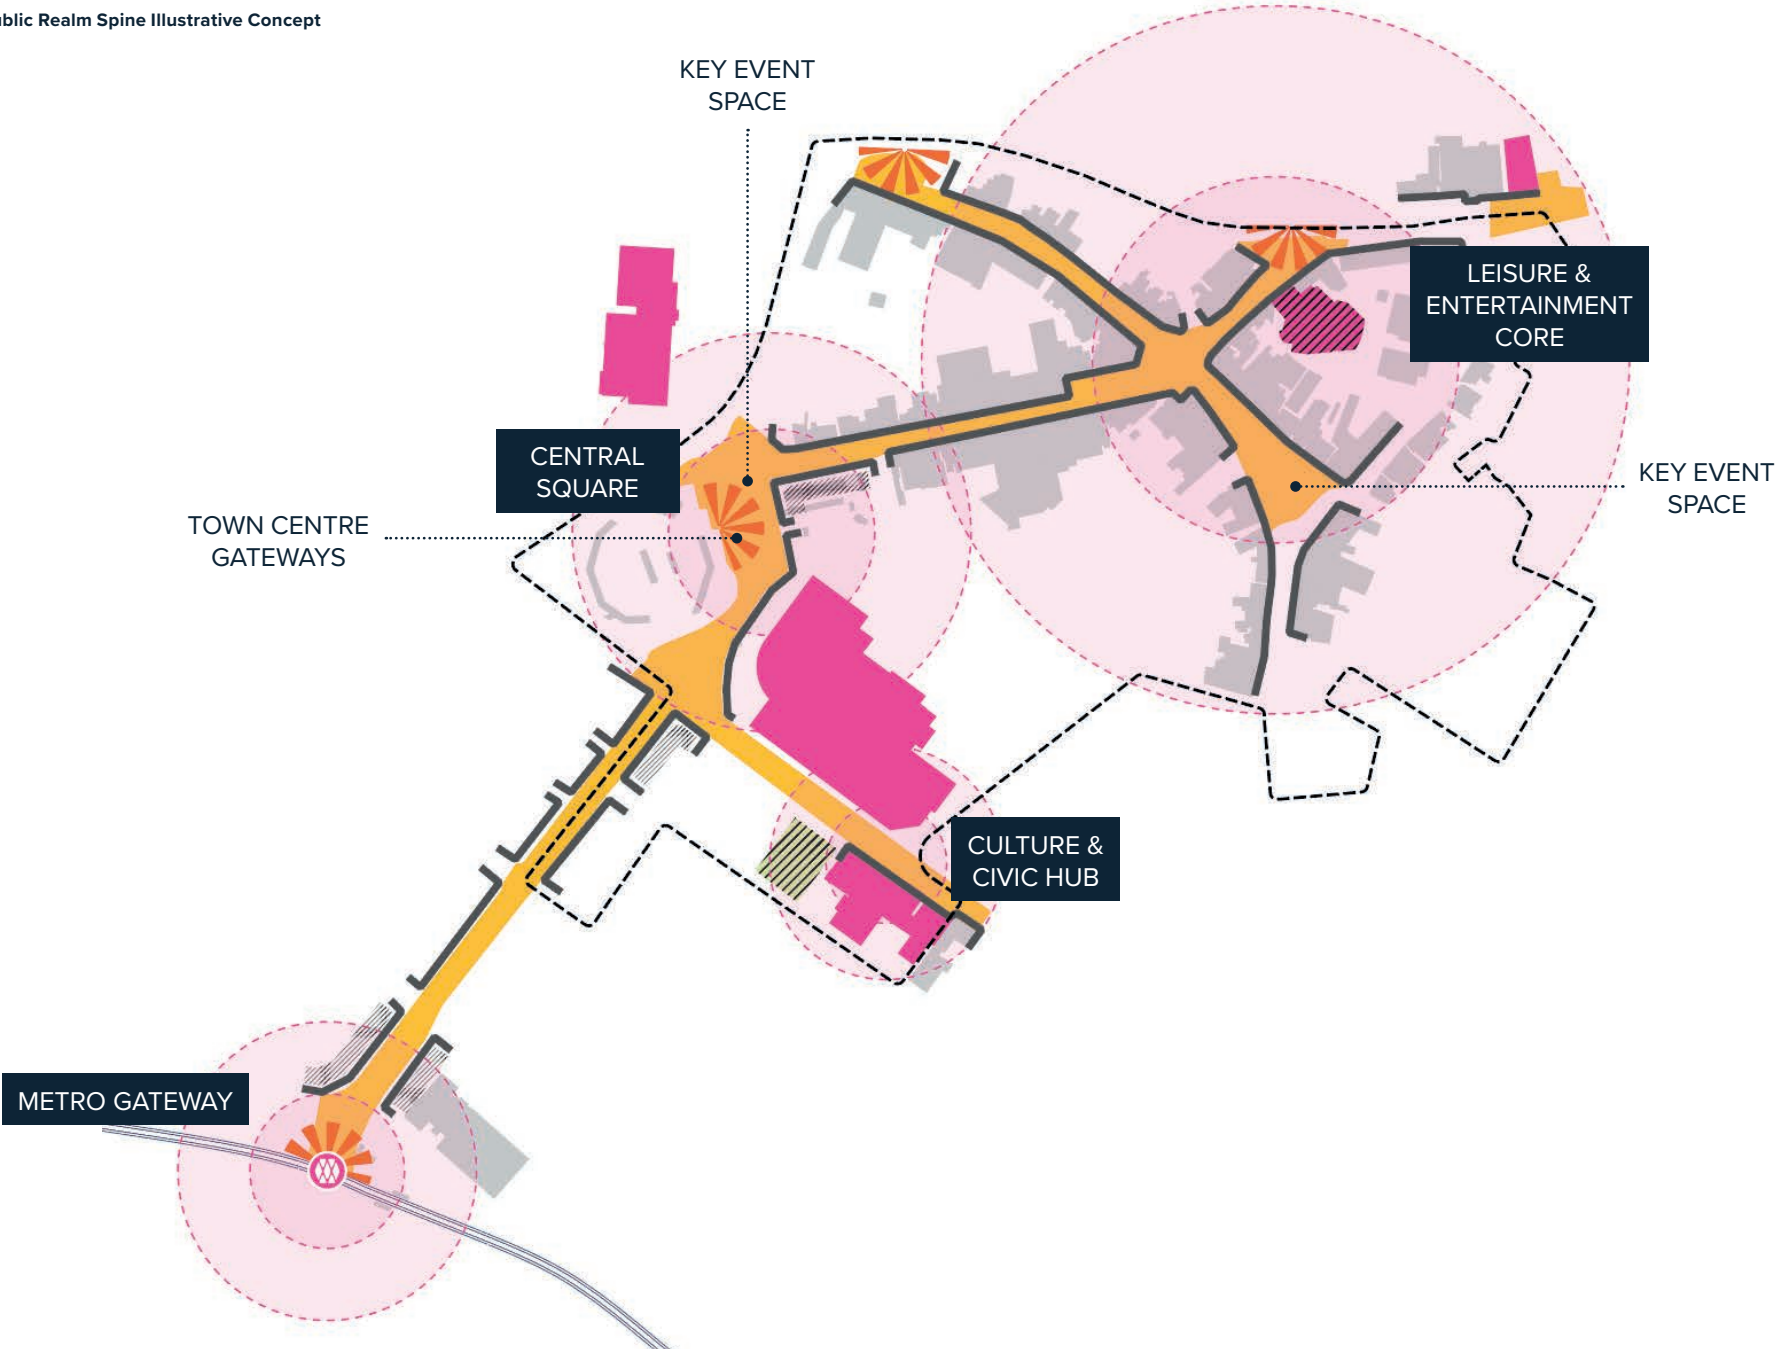 Realm Spine Illustrative Concept
KEY EVENT
SPACE
LEISURE &
ENTERTAINMENT
CORE
CENTRAL
SQUARE
KEY EVENT
SPACE
TOWN CENTRE
GATEWAYS
CULTURE &
CIVIC HUB
METRO GATEWAY